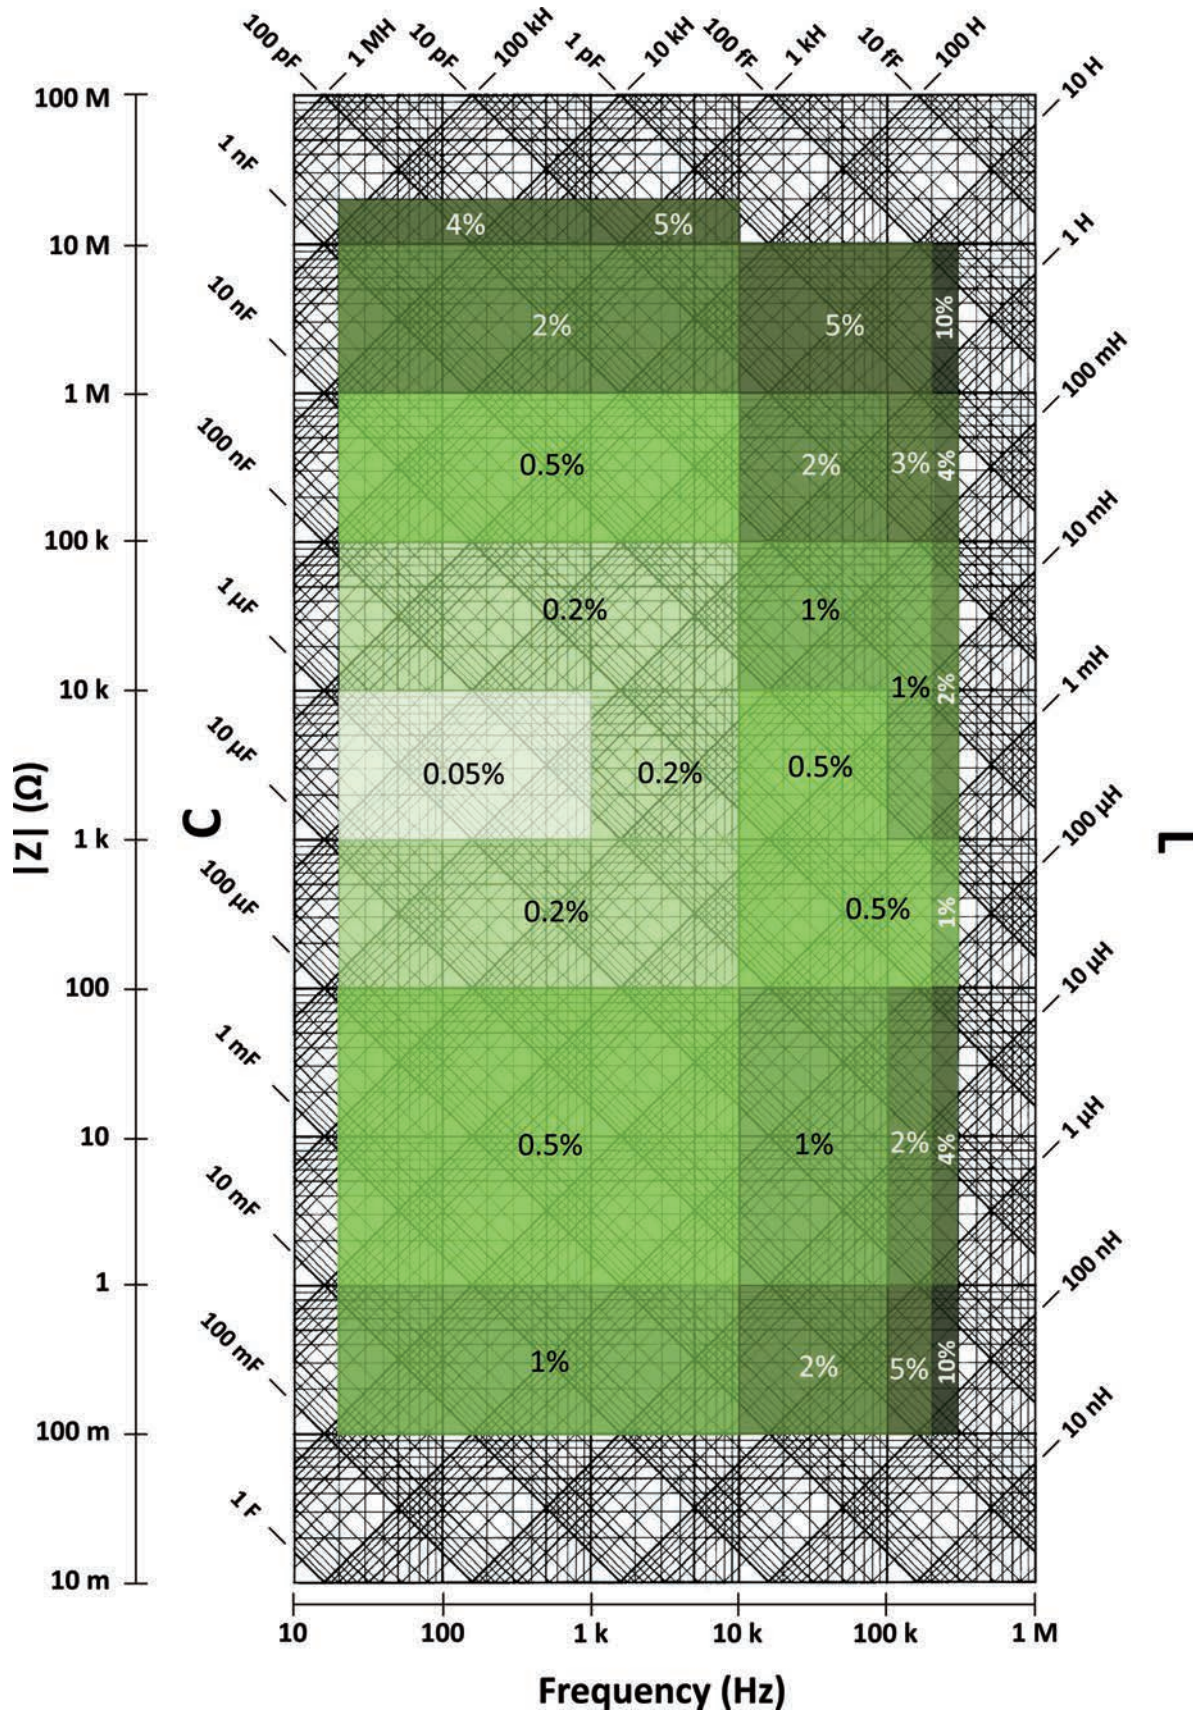 100 pF
1 MH
10 pF
100 kH
1 pF
10 kH
100 fF
1 kH
10 fF
100 H
10 H
100 M
1 nF
4%
5%
1 H
10 M
10 nF
2%
5%
10%
100 mH
1 M
100 nF
0.5%
2%
3%
4%
10 mH
100 k
1 µF
0.2%
1%
1 mH
10 k
1%
2%
10 µF
0.05%
0.2%
0.5%
|Z| (Ω)
C
L
100 µH
1 k
100 µF
0.2%
0.5%
1%
10 µH
100
1 mF
1 µH
10
0.5%
1%
2%
4%
10 mF
100 nH
1
100 mF
1%
2%
5%
10%
10 nH
100 m
1 F
10 m
10
100
1 k
10 k
100 k
1 M
Frequency (Hz)